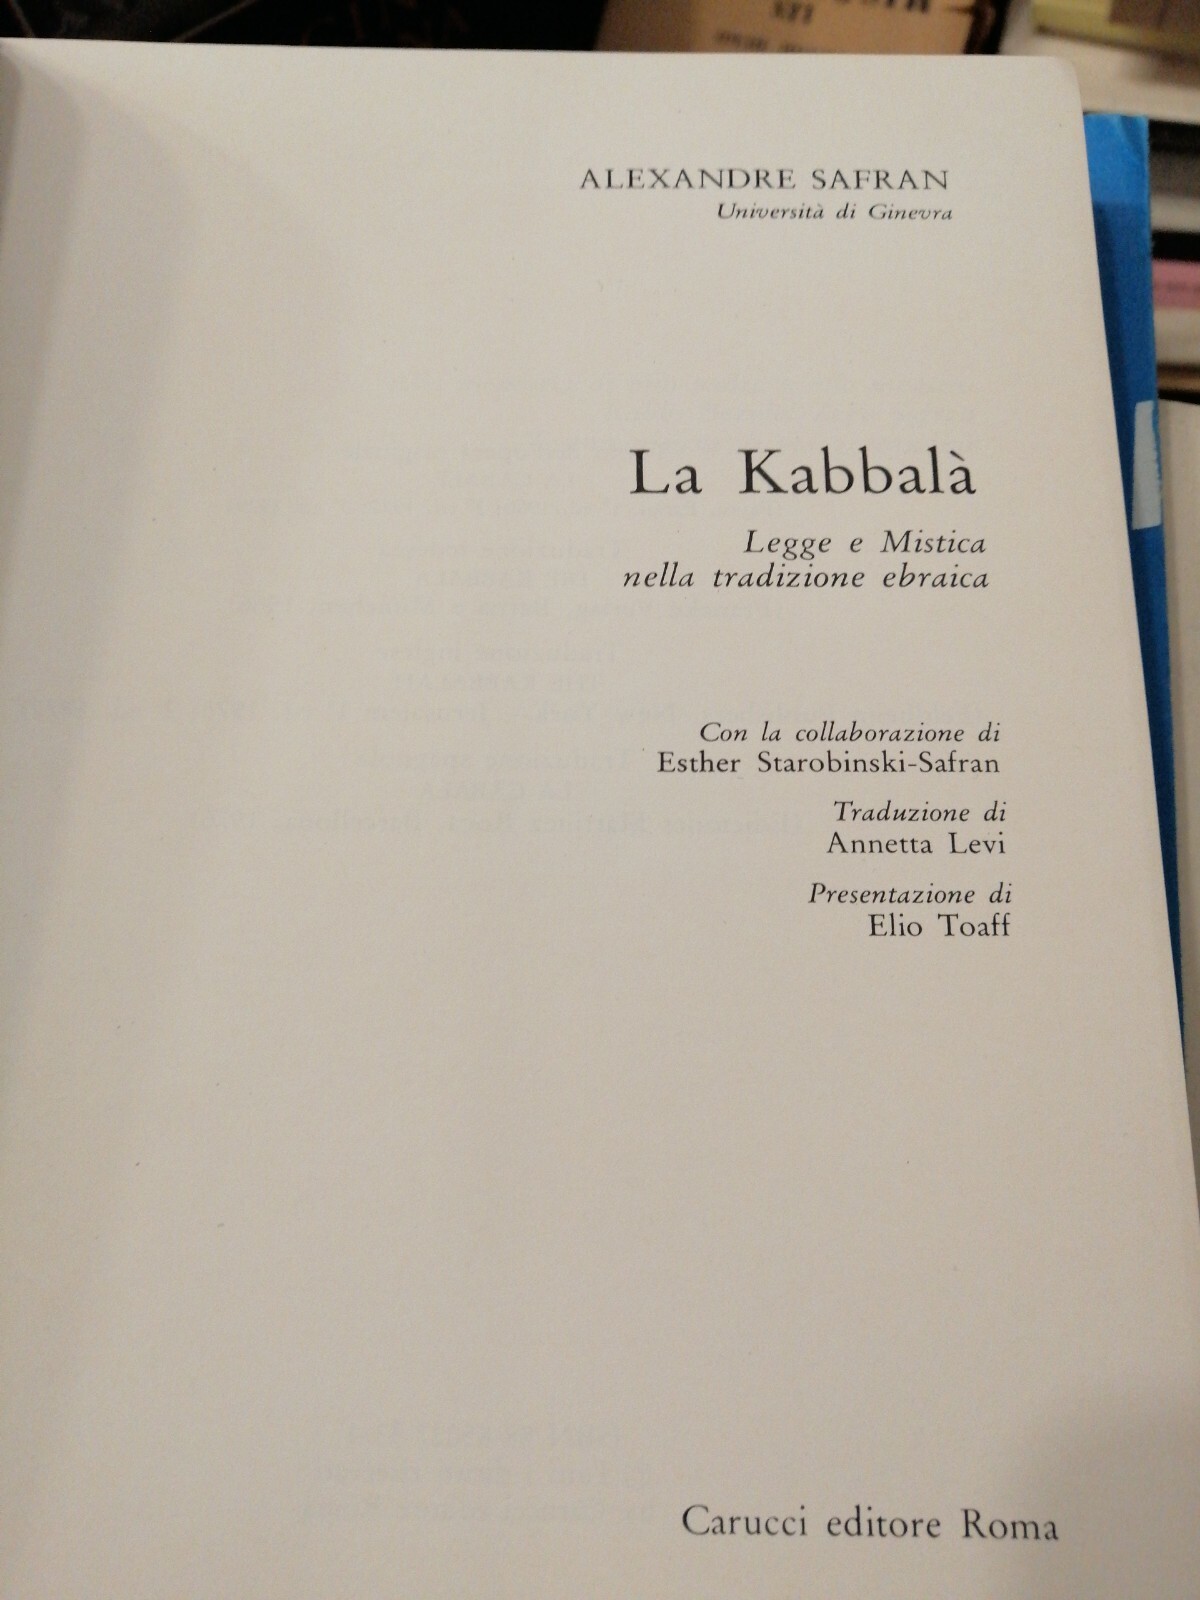 ALEXANDRE SAFRAN
Università di Ginevra
La Kabbalà
Legge e Mistica
nella tradizione ebraica
Con la collaborazione di
Esther Starobinski-Safran
Traduzione di
Annetta Levi
Presentazione di
Elio Toaff
Carucci editore Roma